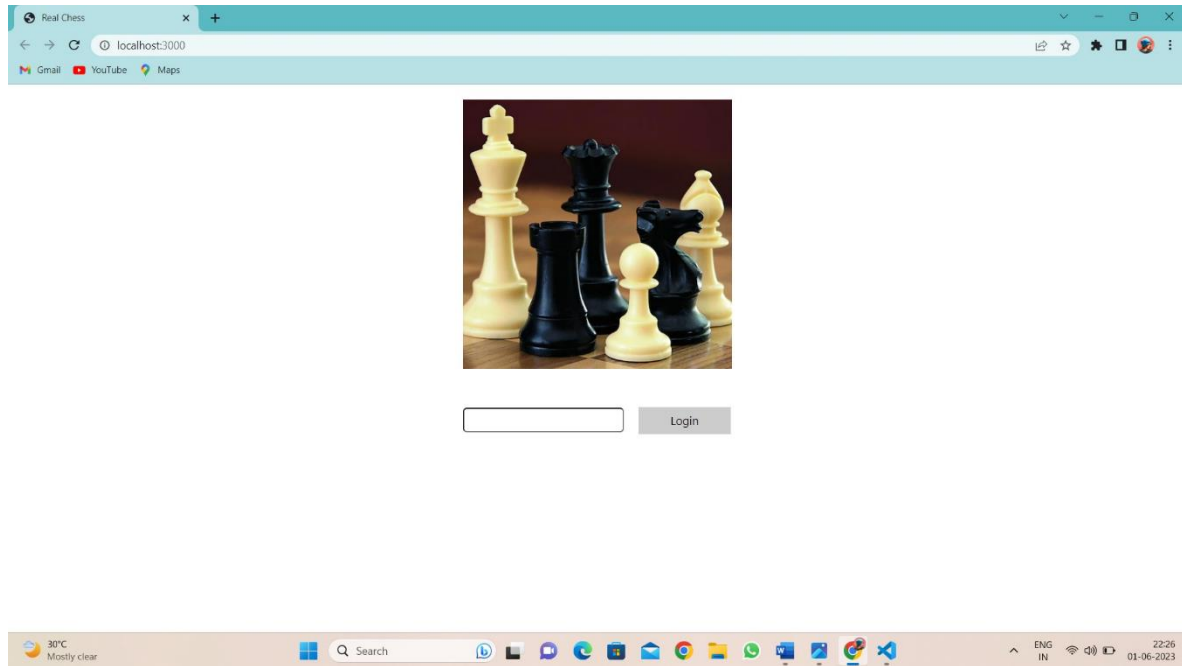 Real Chess
localhost:3000
Gmail YouTube Maps
Login
30°C
Mostly clear
Search
ENG
IN
22:26
01-06-2023